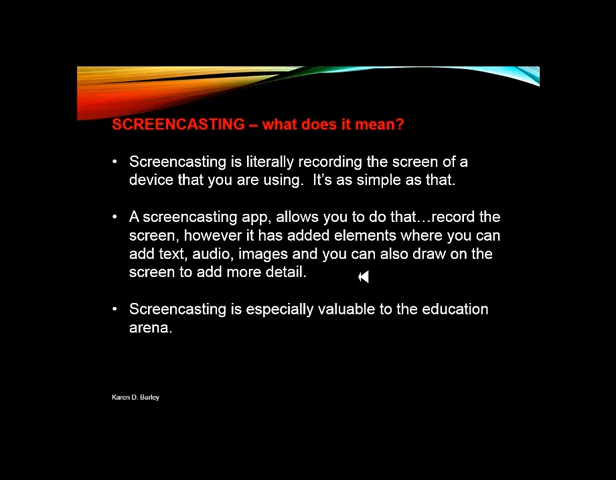 SCREENCASTING – what does it mean?
• Screencasting is literally recording the screen of a
device that you are using.  It's as simple as that.
• A screencasting app, allows you to do that…record the
screen, however it has added elements where you can
add text, audio, images and you can also draw on the
screen to add more detail.
• Screencasting is especially valuable to the education
arena.
Karen D. Barley